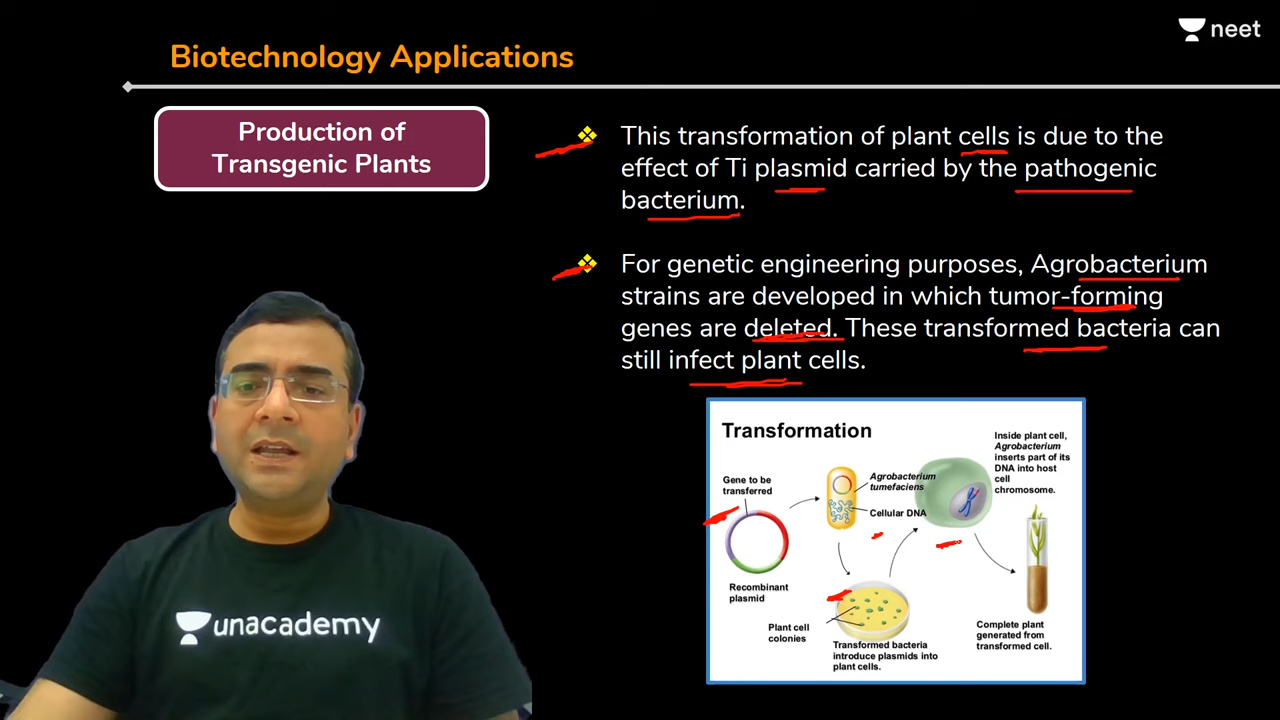 neet
Biotechnology Applications
Production of
Transgenic Plants
This transformation of plant cells is due to the
effect of Ti plasmid carried by the pathogenic
bacterium.
For genetic engineering purposes, Agrobacterium
strains are developed in which tumor-forming
genes are deleted. These transformed bacteria can
still infect plant cells.
Transformation
Gene to be
transferred
Recombinant
plasmid
Agrobacterium
tumefaciens
Cellular DNA
Plant cell
colonies
Transformed bacteria
introduce plasmids into
plant cells.
Inside plant cell,
Agrobacterium
inserts part of its
DNA into host
cell
chromosome.
Complete plant
generated from
transformed cell.
unacademy